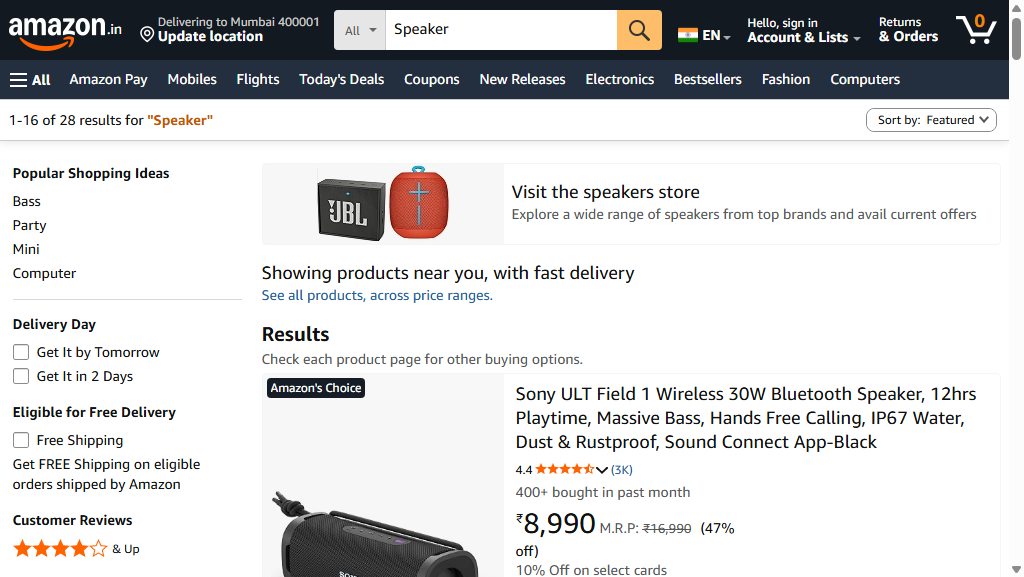 amazon.in
Delivering to Mumbai 400001
Update location
All
Speaker
EN
Hello, sign in
Account & Lists
Returns
& Orders
0
All
Amazon Pay
Mobiles
Flights
Today's Deals
Coupons
New Releases
Electronics
Bestsellers
Fashion
Computers
1-16 of 28 results for "Speaker"
Sort by: Featured
Popular Shopping Ideas
Bass
Party
Mini
Computer
Delivery Day
Get It by Tomorrow
Get It in 2 Days
Eligible for Free Delivery
Free Shipping
Get FREE Shipping on eligible
orders shipped by Amazon
Customer Reviews
& Up
JBL
Visit the speakers store
Explore a wide range of speakers from top brands and avail current offers
Showing products near you, with fast delivery
See all products, across price ranges.
Results
Check each product page for other buying options.
Amazon's Choice
SONY
Sony ULT Field 1 Wireless 30W Bluetooth Speaker, 12hrs
Playtime, Massive Bass, Hands Free Calling, IP67 Water,
Dust & Rustproof, Sound Connect App-Black
4.4 (3K)
400+ bought in past month
₹8,990 M.R.P: ₹16,990 (47%
off)
10% Off on select cards